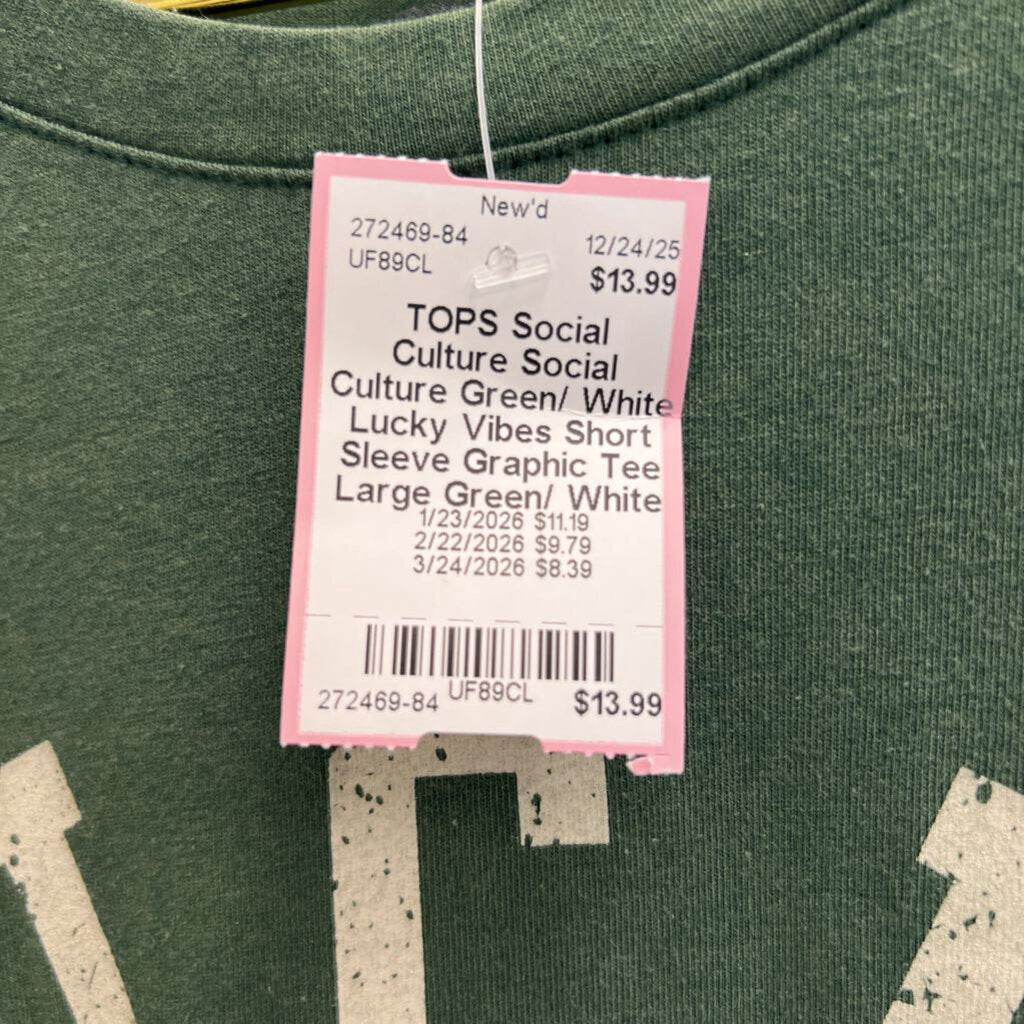 New'd
272469-84 12/24/25
UF89CL $13.99
TOPS Social
Culture Social
Culture Green/ White
Lucky Vibes Short
Sleeve Graphic Tee
Large Green/ White
1/23/2026 $11.19
2/22/2026 $9.79
3/24/2026 $8.39
272469-84 UF89CL $13.99